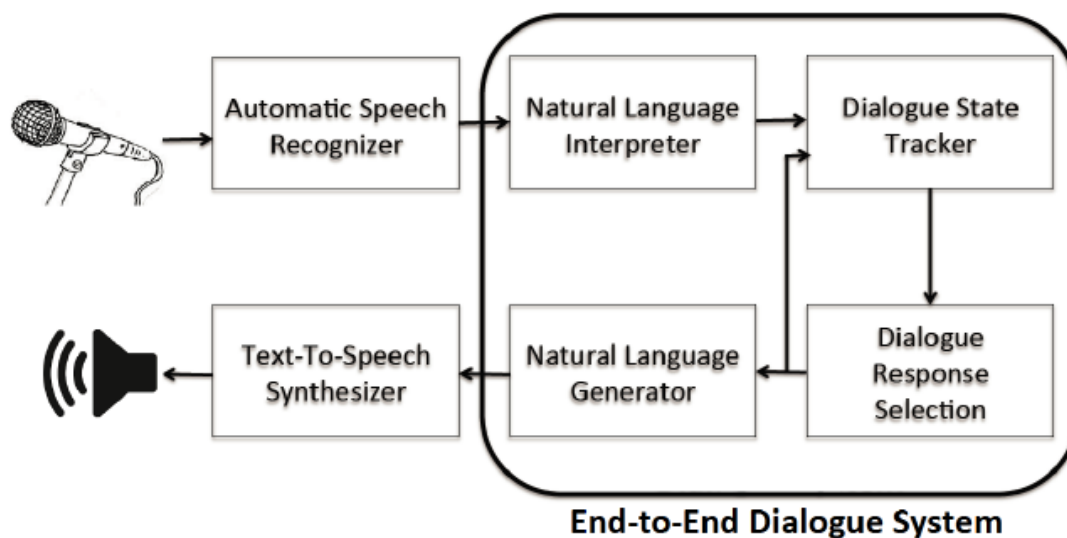 Automatic Speech
Recognizer
Natural Language
Interpreter
Dialogue State
Tracker
Text-To-Speech
Synthesizer
Natural Language
Generator
Dialogue
Response
Selection
End-to-End Dialogue System